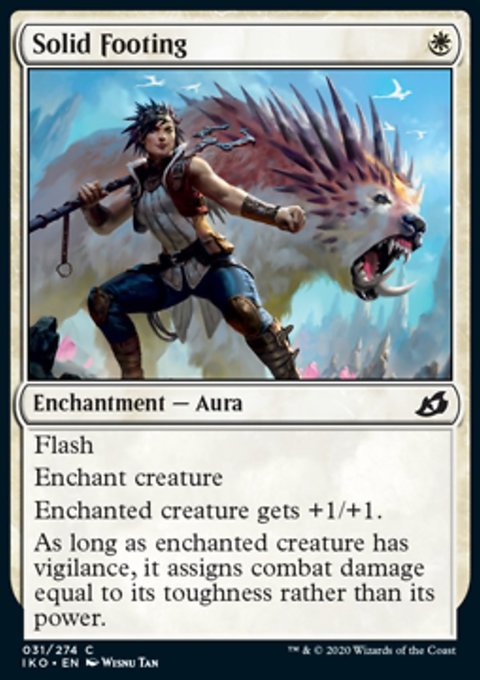 Solid Footing
Enchantment — Aura
Flash
Enchant creature
Enchanted creature gets +1/+1.
As long as enchanted creature has
vigilance, it assigns combat damage
equal to its toughness rather than its
power.
031/274 C
IKO • EN Wisnu Tan
™ & © 2020 Wizards of the Coast